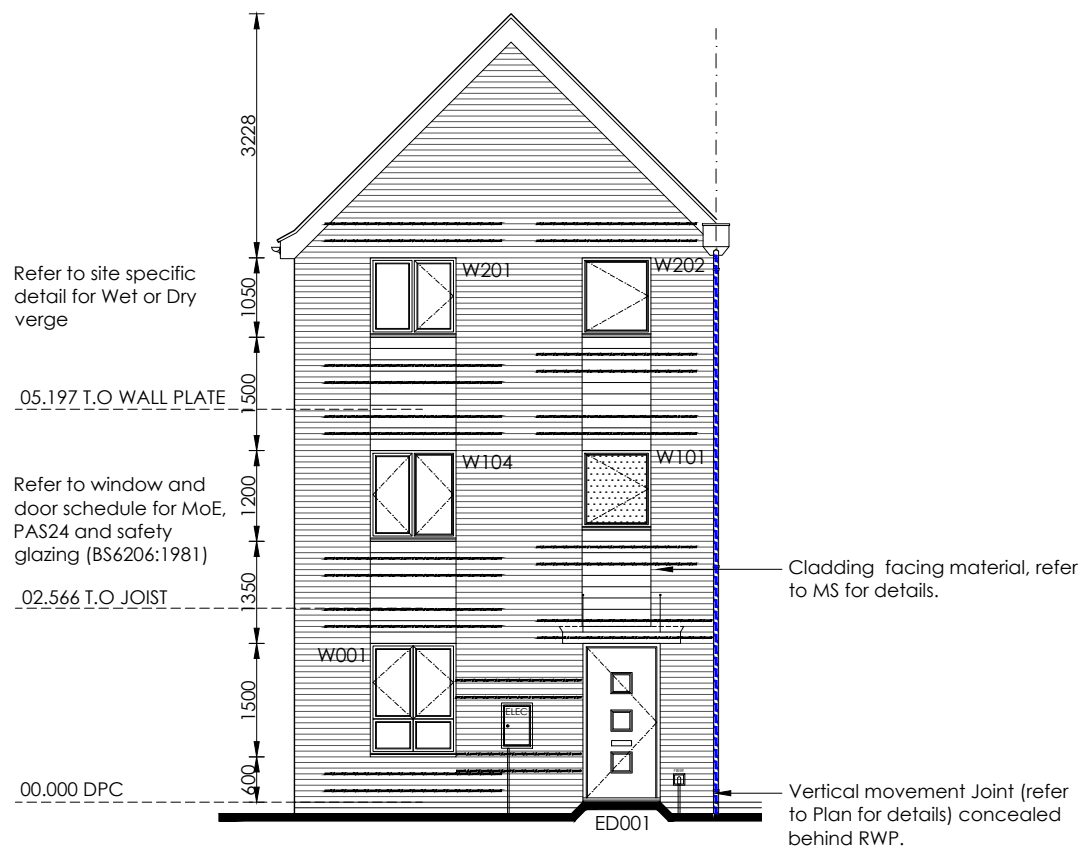 3228
W201
W202
Refer to site specific
detail for Wet or Dry
verge
1050
1500
05.197 T.O WALL PLATE
W104
W101
Refer to window and
door schedule for MoE,
PAS24 and safety
glazing (BS6206:1981)
1200
Cladding facing material, refer
to MS for details.
1350
02.566 T.O JOIST
W001
1500
ELEC
600
00.000 DPC
Vertical movement Joint (refer
to Plan for details) concealed
behind RWP.
ED001